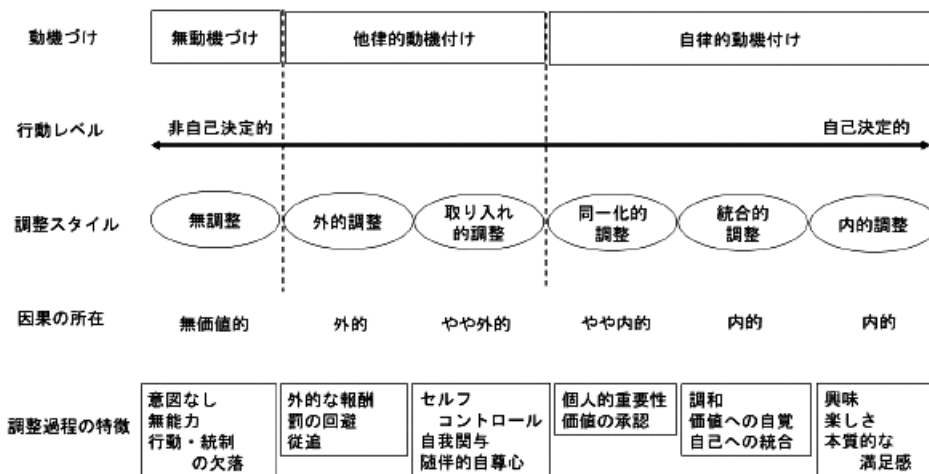 動機づけ 無動機づけ 他律的動機付け 自律的動機付け
行動レベル 非自己決定的 自己決定的
調整スタイル 無調整 外的調整 取り入れ的調整 同一化的調整 統合的調整 内的調整
因果の所在 無価値的 外的 やや外的 やや内的 内的 内的
調整過程の特徴
意図なし
無能力
行動・統制
の欠落
外的な報酬
罰の回避
従追
セルフ
コントロール
自我関与
随伴的自尊心
個人的重要性
価値の承認
調和
価値への自覚
自己への統合
興味
楽しさ
本質的な
満足感